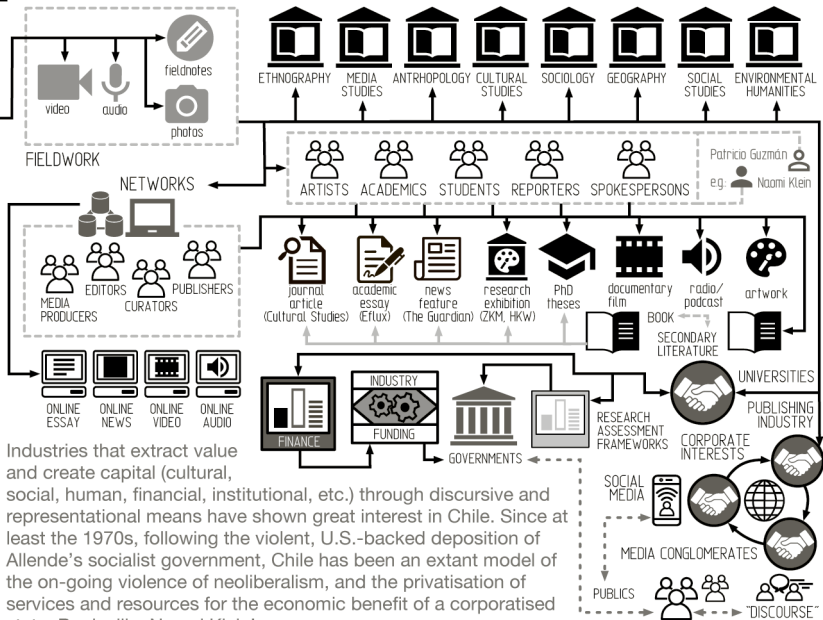 ETHNOGRAPHY
MEDIA
STUDIES
ANTRHOPOLOGY
CULTURAL
STUDIES
SOCIOLOGY
GEOGRAPHY
SOCIAL
STUDIES
ENVIRONMENTAL
HUMANITIES
fieldnotes
video
audio
photos
FIELDWORK
NETWORKS
ARTISTS
ACADEMICS
STUDENTS
REPORTERS
SPOKESPERSONS
Patricio Guzmán
e.g:
Naomi Klein
MEDIA
PRODUCERS
EDITORS
CURATORS
PUBLISHERS
journal
article
(Cultural Studies)
academic
essay
(Eflux)
news
feature
(The Guardian)
research
exhibition
(ZKM, HKW)
PhD
theses
documentary
film
radio/
podcast
artwork
BOOK
SECONDARY
LITERATURE
ONLINE
ESSAY
ONLINE
NEWS
ONLINE
VIDEO
ONLINE
AUDIO
FINANCE
INDUSTRY
FUNDING
GOVERNMENTS
RESEARCH
ASSESSMENT
FRAMEWORKS
UNIVERSITIES
PUBLISHING
INDUSTRY
CORPORATE
INTERESTS
SOCIAL
MEDIA
MEDIA CONGLOMERATES
PUBLICS
"DISCOURSE"
Industries that extract value
and create capital (cultural,
social, human, financial, institutional, etc.) through discursive and
representational means have shown great interest in Chile. Since at
least the 1970s, following the violent, U.S.-backed deposition of
Allende's socialist government, Chile has been an extant model of
the on-going violence of neoliberalism, and the privatisation of
services and resources for the economic benefit of a corporatised